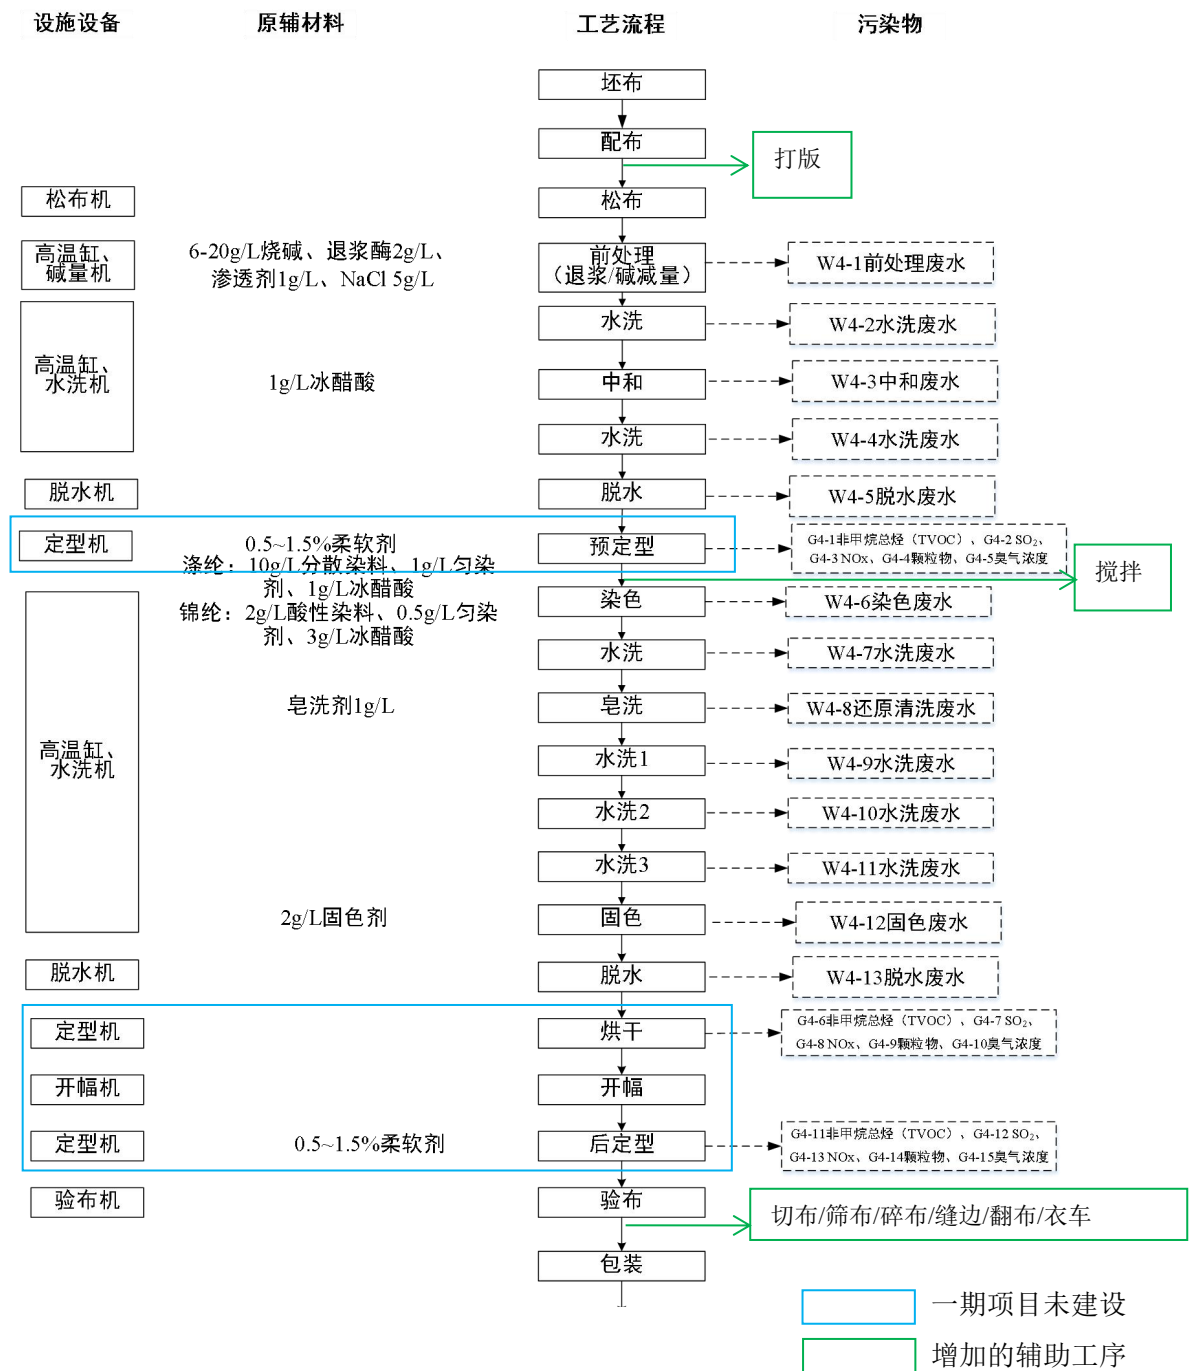 设施设备 原辅材料 工艺流程 污染物
坯布
配布
打版
松布机 松布
高温缸、
碱量机
6-20g/L烧碱、退浆酶2g/L、
渗透剂1g/L、NaCl 5g/L
前处理
（退浆/碱减量）
W4-1前处理废水
水洗 W4-2水洗废水
高温缸、
水洗机
1g/L冰醋酸 中和 W4-3中和废水
水洗 W4-4水洗废水
脱水机 脱水 W4-5脱水废水
定型机 0.5~1.5%柔软剂 预定型
G4-1非甲烷总烃（TVOC）、G4-2 SO₂、
G4-3 NOx、G4-4颗粒物、G4-5臭气浓度
搅拌
涤纶：10g/L分散染料、1g/L匀染
剂、1g/L冰醋酸
锦纶：2g/L酸性染料、0.5g/L匀染
剂、3g/L冰醋酸
染色 W4-6染色废水
水洗 W4-7水洗废水
皂洗剂1g/L 皂洗 W4-8还原清洗废水
高温缸、
水洗机
水洗1 W4-9水洗废水
水洗2 W4-10水洗废水
水洗3 W4-11水洗废水
2g/L固色剂 固色 W4-12固色废水
脱水机 脱水 W4-13脱水废水
定型机 烘干
G4-6非甲烷总烃（TVOC）、G4-7 SO₂、
G4-8 NOx、G4-9颗粒物、G4-10臭气浓度
开幅机 开幅
定型机 0.5~1.5%柔软剂 后定型
G4-11非甲烷总烃（TVOC）、G4-12 SO₂、
G4-13 NOx、G4-14颗粒物、G4-15臭气浓度
验布机 验布
切布/筛布/碎布/缝边/翻布/衣车
包装
一期项目未建设
增加的辅助工序